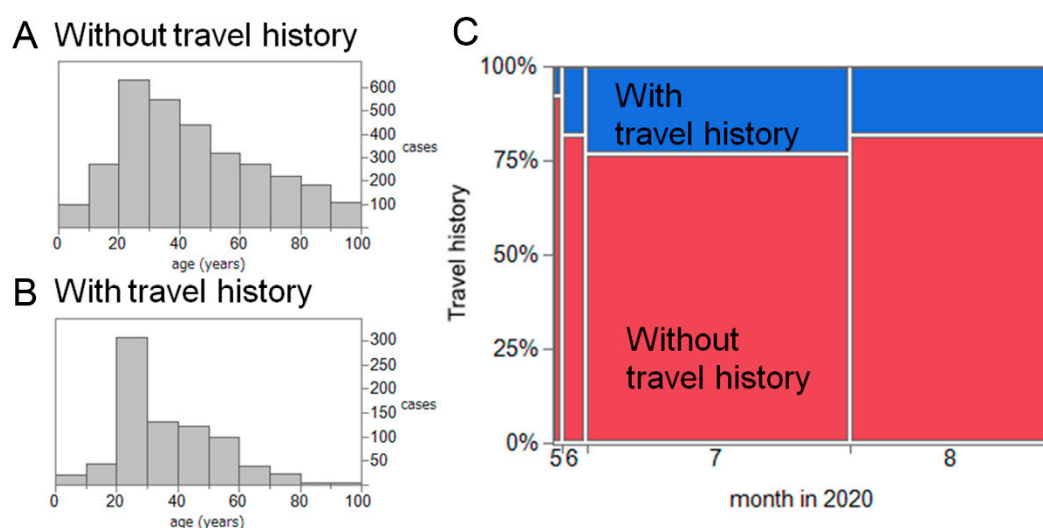 A Without travel history
600
500
400
300
200
100
cases
0 20 40 60 80 100
age (years)
B With travel history
300
250
200
150
100
50
cases
0 20 40 60 80 100
age (years)
C
100%
75%
50%
25%
0%
Travel history
With
travel history
Without
travel history
5 6 7 8
month in 2020